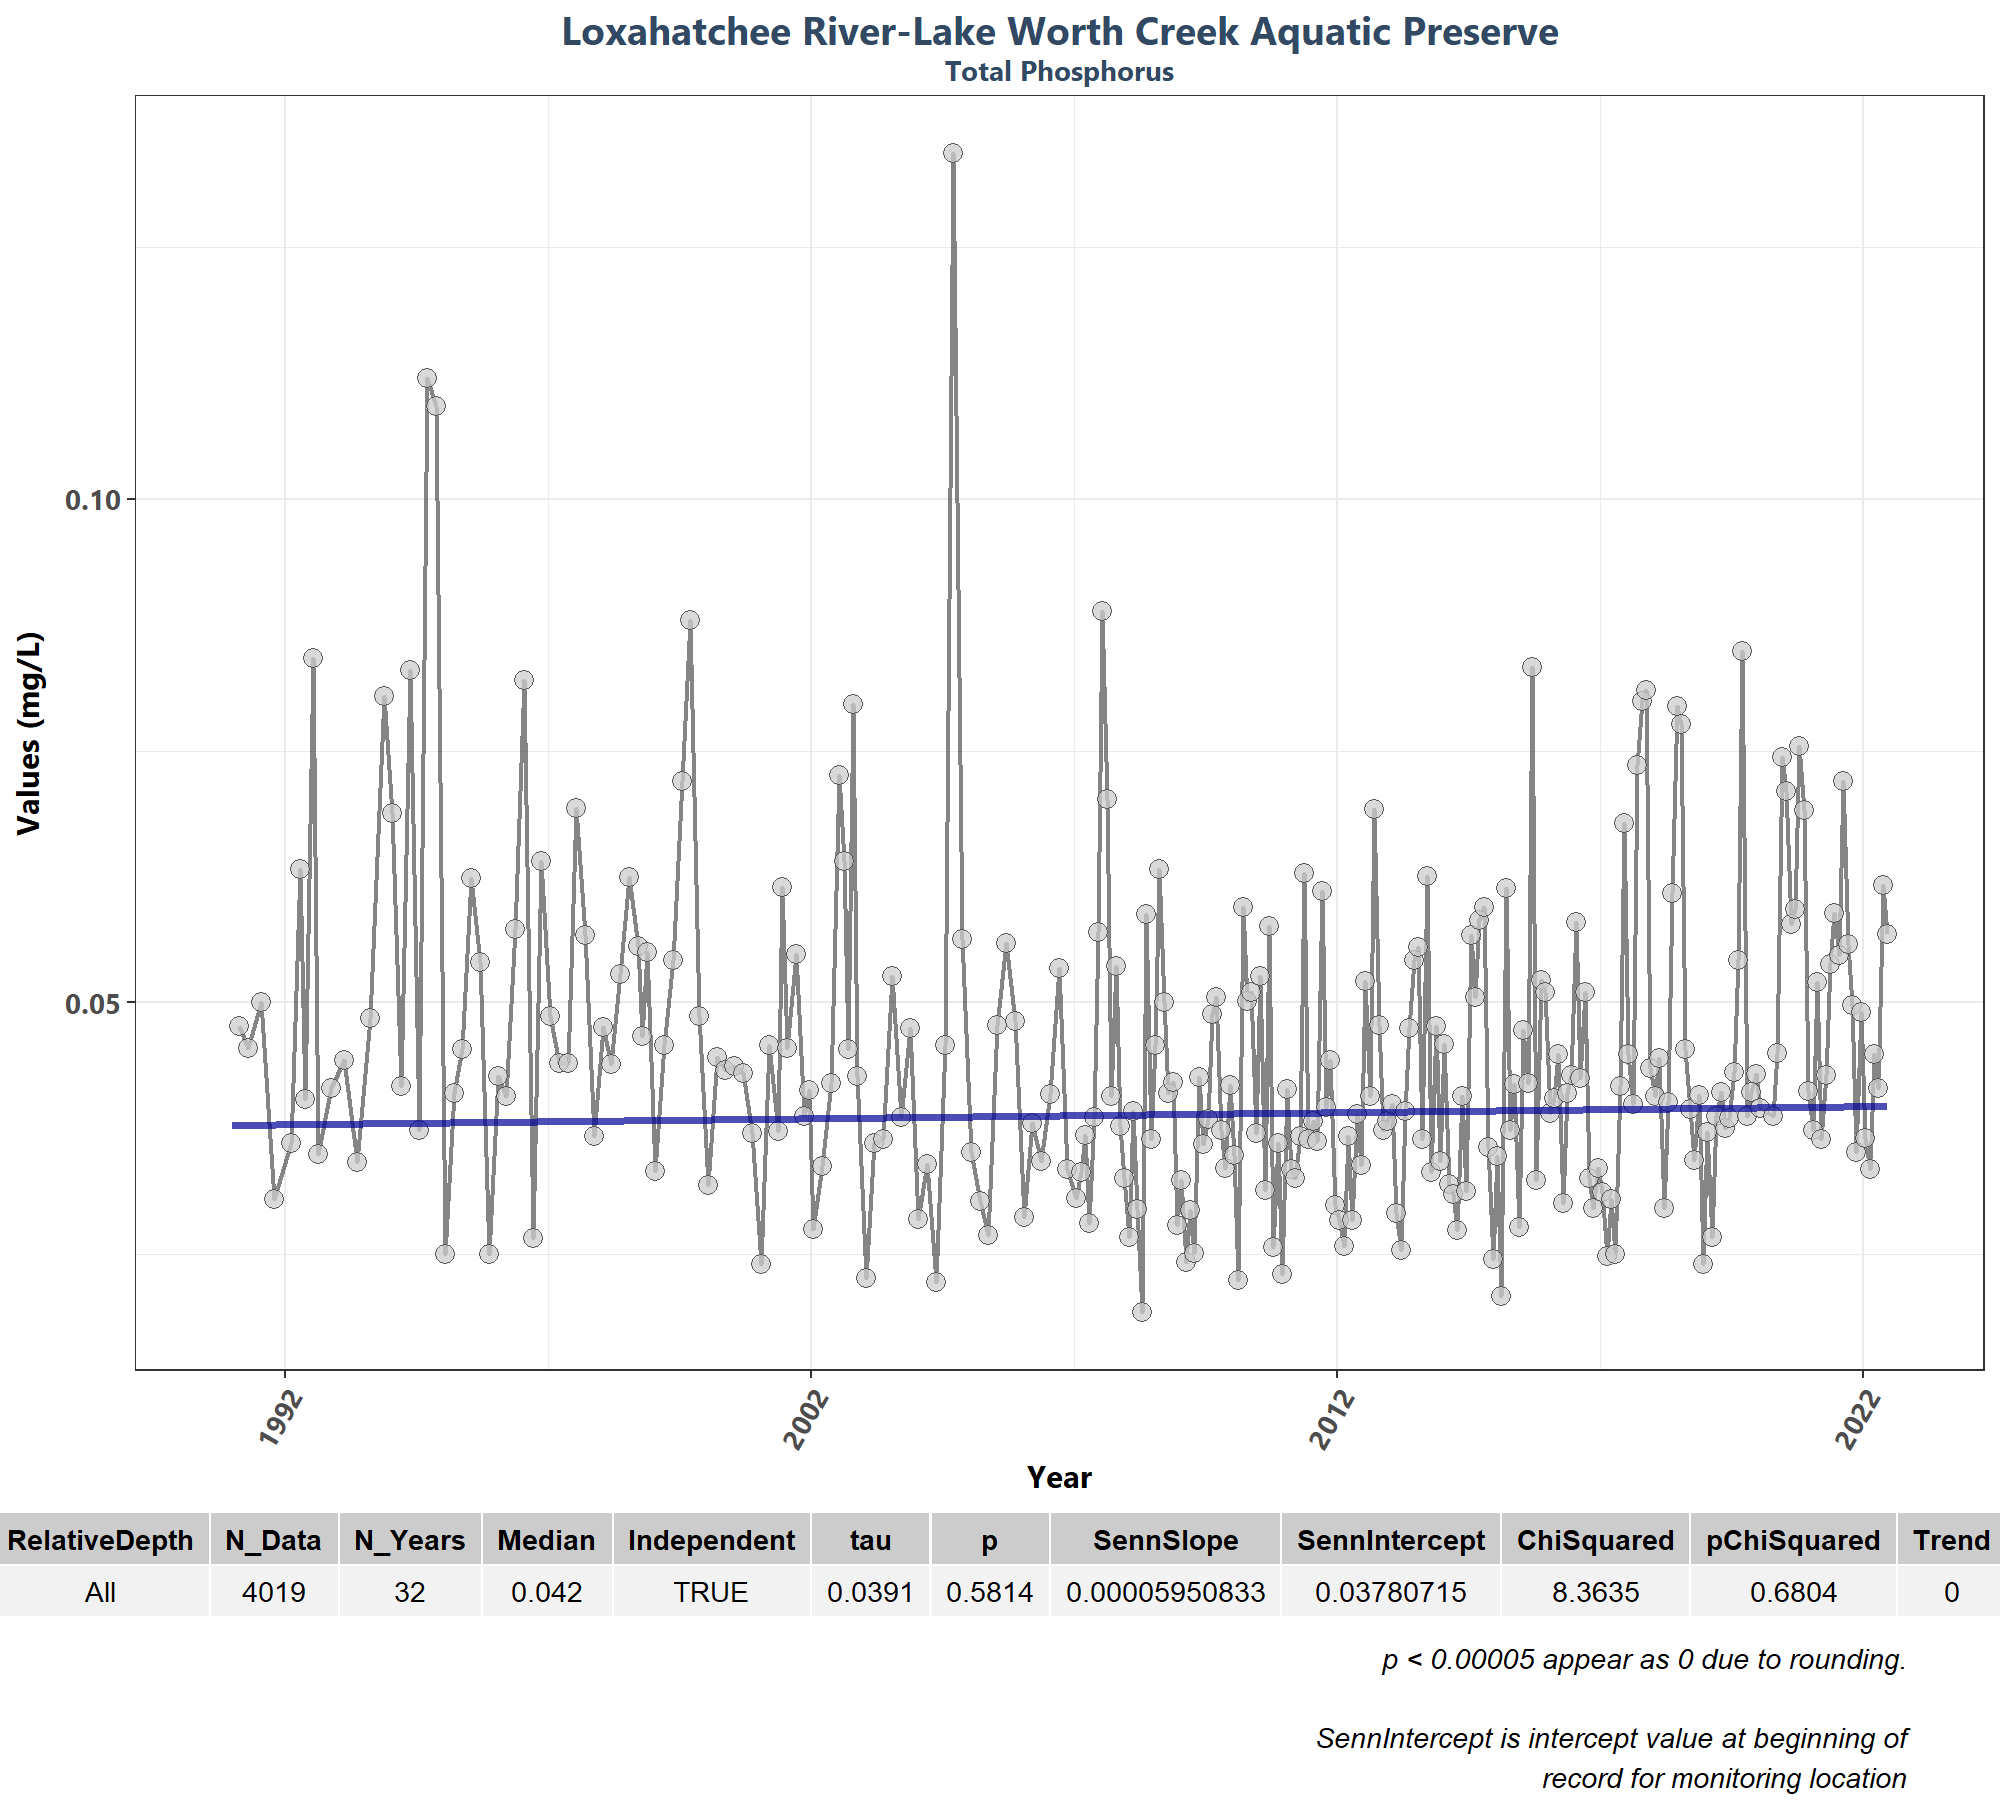 Loxahatchee River-Lake Worth Creek Aquatic Preserve
Total Phosphorus
Values (mg/L)
0.10
0.05
1992
2002
2012
2022
Year
RelativeDepth N_Data N_Years Median Independent tau p SennSlope SennIntercept ChiSquared pChiSquared Trend
All 4019 32 0.042 TRUE 0.0391 0.5814 0.00005950833 0.03780715 8.3635 0.6804 0
p < 0.00005 appear as 0 due to rounding.
SennIntercept is intercept value at beginning of
record for monitoring location